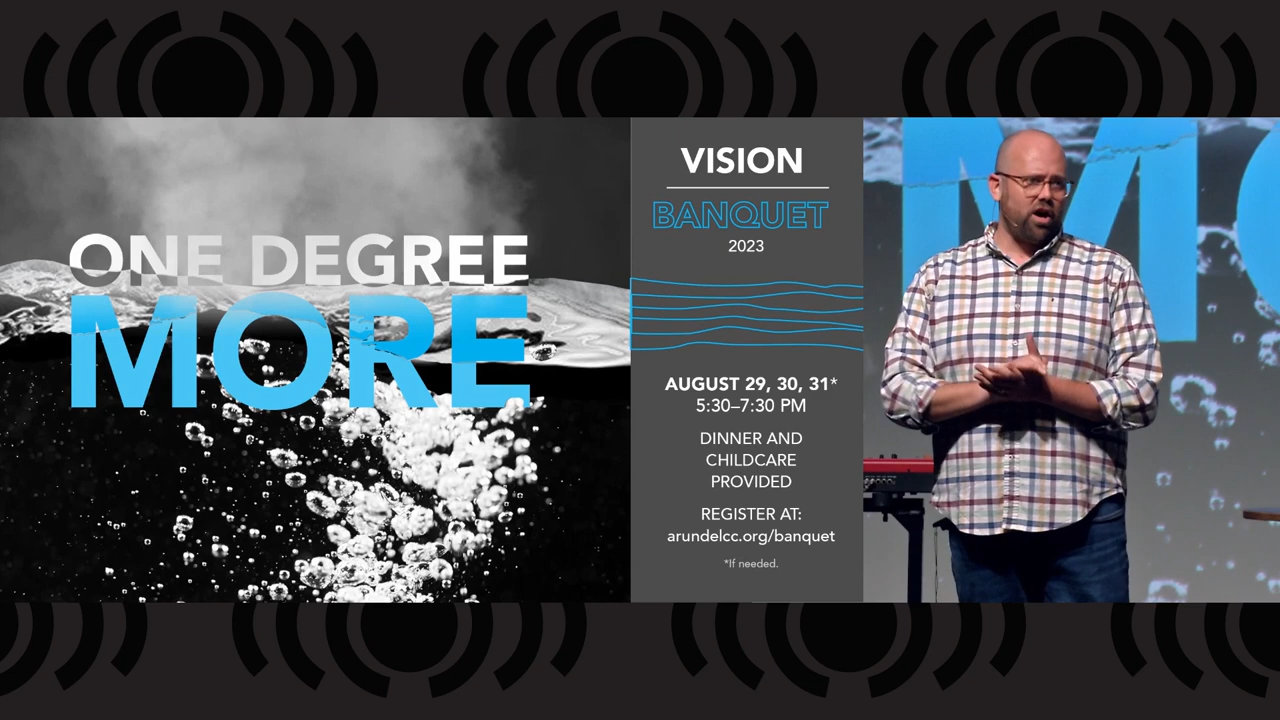 ONE DEGREE
MORE
VISION
BANQUET
2023
AUGUST 29, 30, 31*
5:30–7:30 PM
DINNER AND
CHILDCARE
PROVIDED
REGISTER AT:
arundelcc.org/banquet
*If needed.
MO